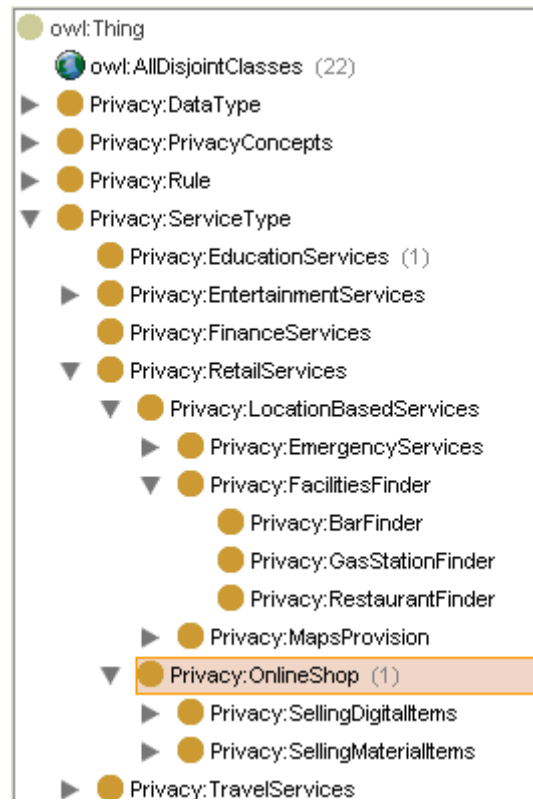 owl:Thing
owl:AllDisjointClasses (22)
Privacy:DataType
Privacy:PrivacyConcepts
Privacy:Rule
Privacy:ServiceType
Privacy:EducationServices (1)
Privacy:EntertainmentServices
Privacy:FinanceServices
Privacy:RetailServices
Privacy:LocationBasedServices
Privacy:EmergencyServices
Privacy:FacilitiesFinder
Privacy:BarFinder
Privacy:GasStationFinder
Privacy:RestaurantFinder
Privacy:MapsProvision
Privacy:OnlineShop (1)
Privacy:SellingDigitalItems
Privacy:SellingMaterialItems
Privacy:TravelServices